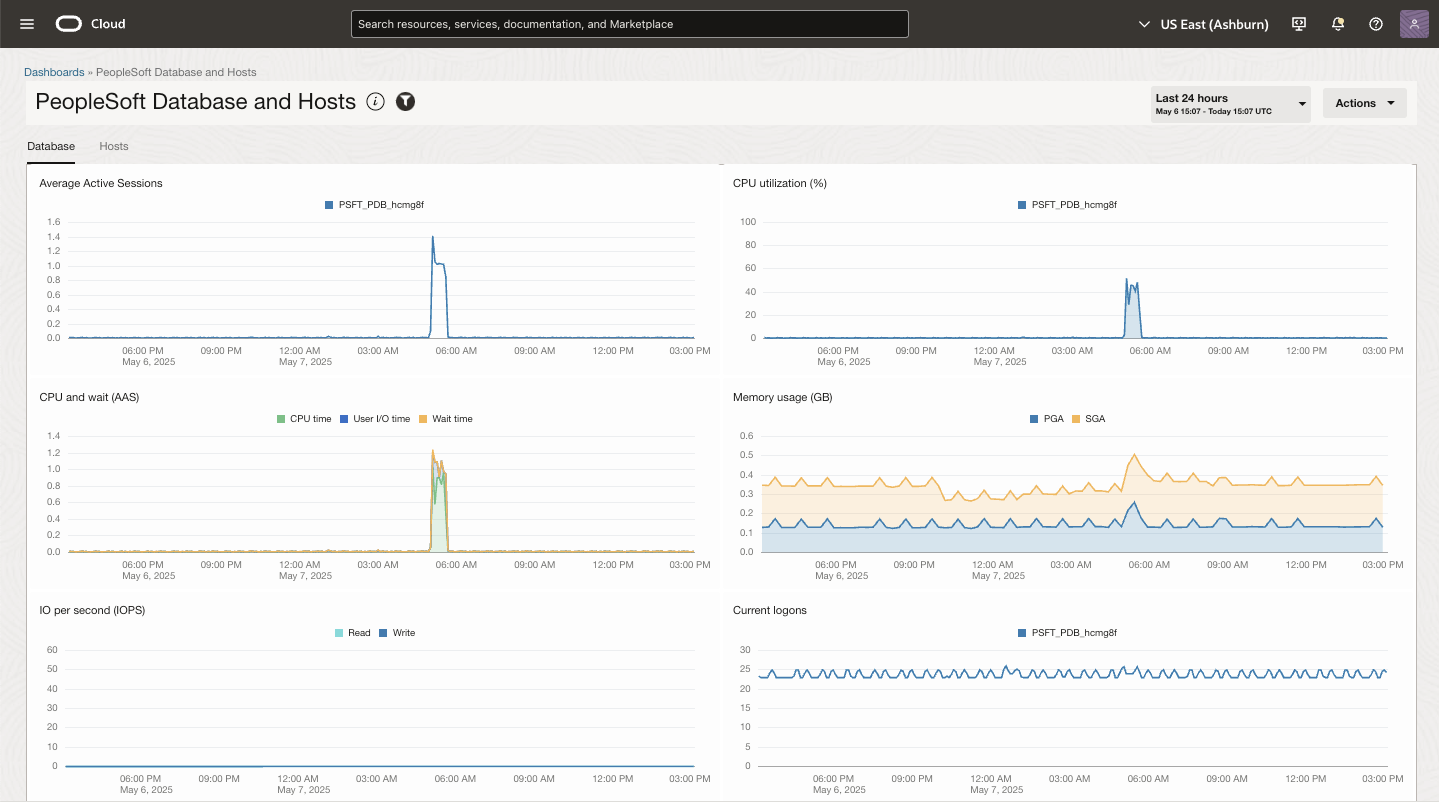 Cloud
Search resources, services, documentation, and Marketplace
US East (Ashburn)
Dashboards » PeopleSoft Database and Hosts
PeopleSoft Database and Hosts
i
Last 24 hours
May 6 15:07 - Today 15:07 UTC
Actions
Database
Hosts
Average Active Sessions
PSFT_PDB_hcmg8f
1.6
1.4
1.2
1.0
0.8
0.6
0.4
0.2
0.0
06:00 PM 09:00 PM 12:00 AM 03:00 AM 06:00 AM 09:00 AM 12:00 PM 03:00 PM
May 6, 2025 May 7, 2025
CPU utilization (%)
PSFT_PDB_hcmg8f
100
80
60
40
20
0
06:00 PM 09:00 PM 12:00 AM 03:00 AM 06:00 AM 09:00 AM 12:00 PM 03:00 PM
May 6, 2025 May 7, 2025
CPU and wait (AAS)
CPU time User I/O time Wait time
1.4
1.2
1.0
0.8
0.6
0.4
0.2
0.0
06:00 PM 09:00 PM 12:00 AM 03:00 AM 06:00 AM 09:00 AM 12:00 PM 03:00 PM
May 6, 2025 May 7, 2025
Memory usage (GB)
PGA SGA
0.6
0.5
0.4
0.3
0.2
0.1
0.0
06:00 PM 09:00 PM 12:00 AM 03:00 AM 06:00 AM 09:00 AM 12:00 PM 03:00 PM
May 6, 2025 May 7, 2025
IO per second (IOPS)
Read Write
60
50
40
30
20
10
0
06:00 PM 09:00 PM 12:00 AM 03:00 AM 06:00 AM 09:00 AM 12:00 PM 03:00 PM
May 6, 2025 May 7, 2025
Current logons
PSFT_PDB_hcmg8f
30
25
20
15
10
5
0
06:00 PM 09:00 PM 12:00 AM 03:00 AM 06:00 AM 09:00 AM 12:00 PM 03:00 PM
May 6, 2025 May 7, 2025